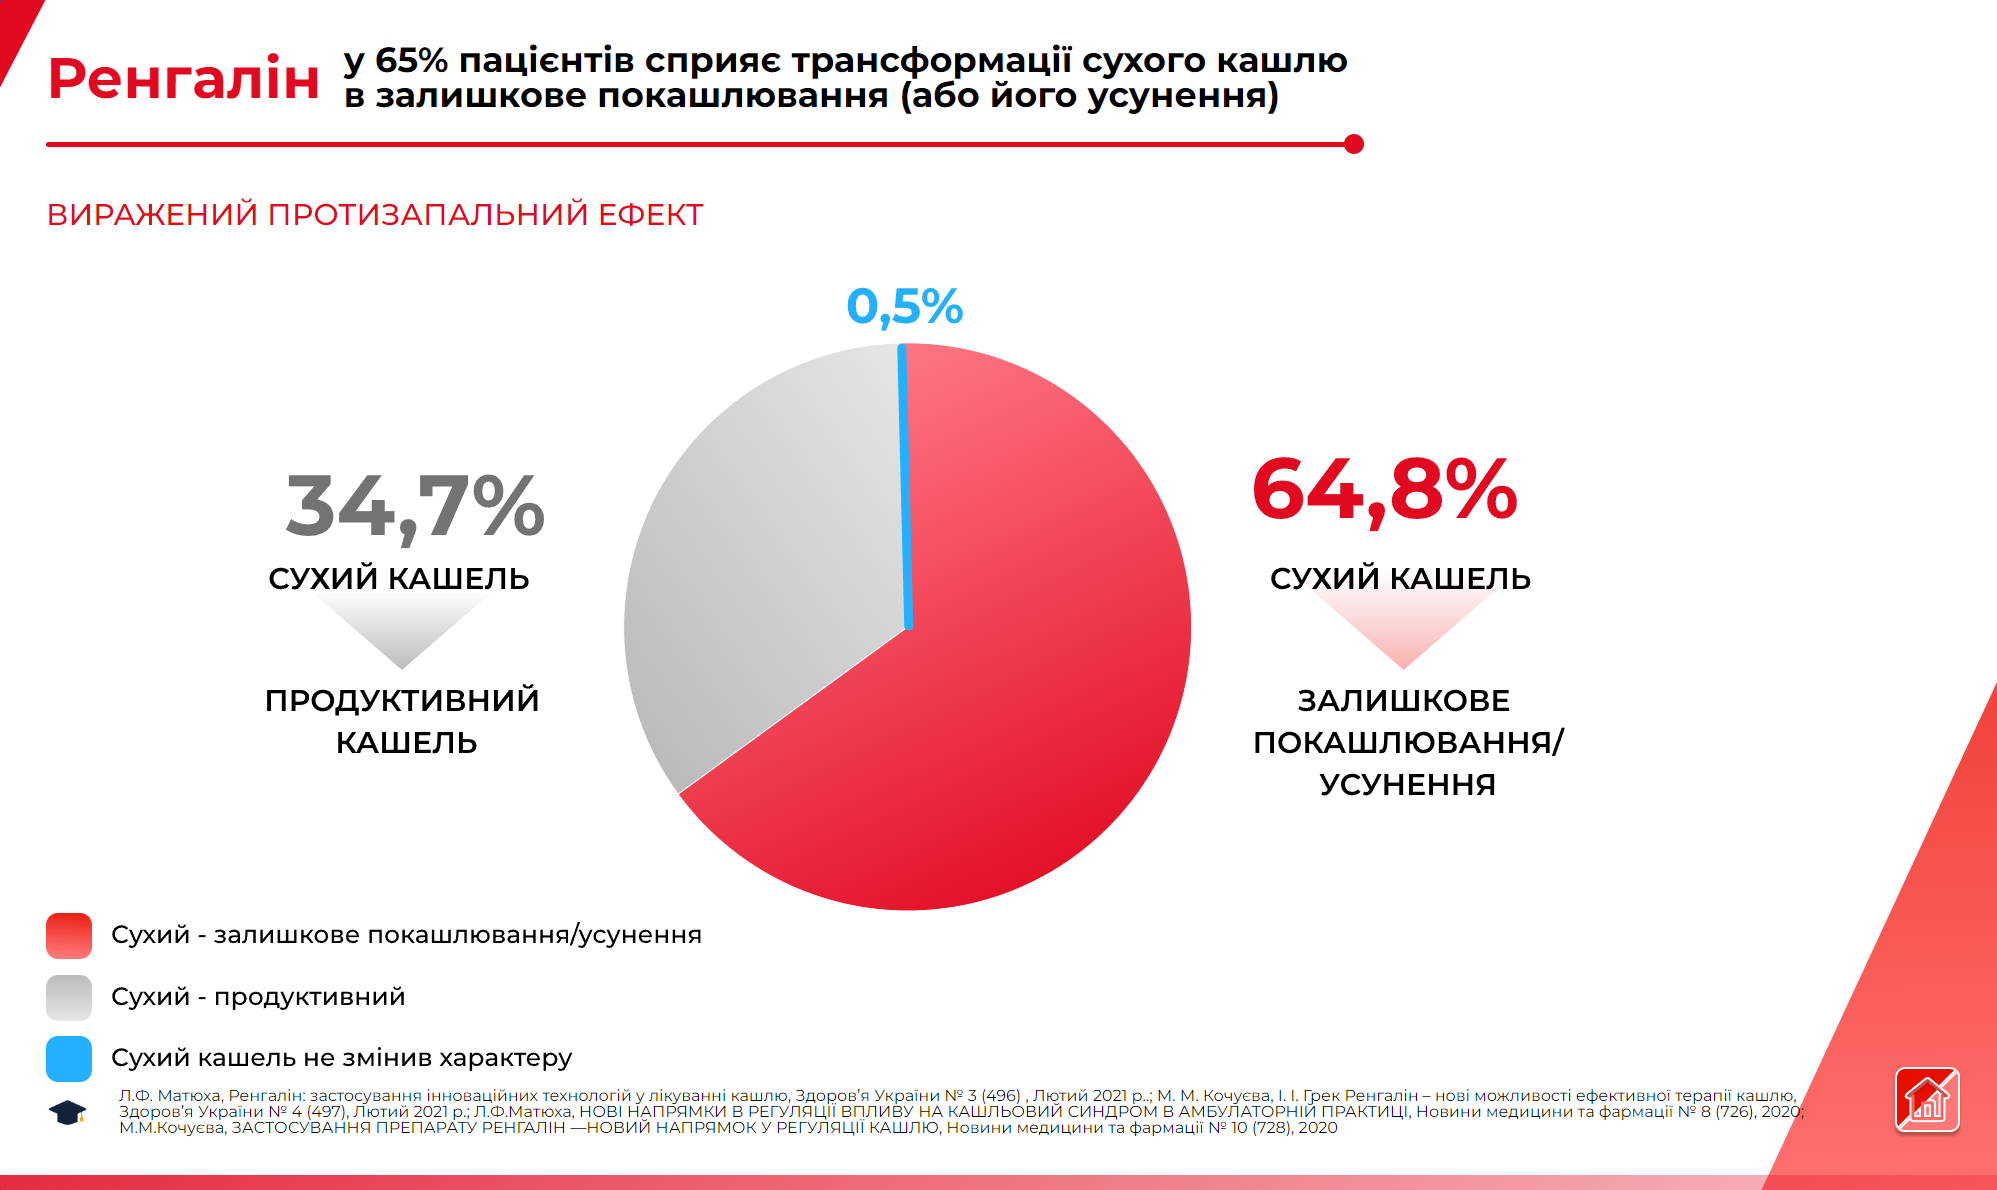 Ренгалін
у 65% пацієнтів сприяє трансформації сухого кашлю
в залишкове покашлювання (або його усунення)
ВИРАЖЕНИЙ ПРОТИЗАПАЛЬНИЙ ЕФЕКТ
0,5%
34,7%
СУХИЙ КАШЕЛЬ
ПРОДУКТИВНИЙ
КАШЕЛЬ
64,8%
СУХИЙ КАШЕЛЬ
ЗАЛИШКОВЕ
ПОКАШЛЮВАННЯ/
УСУНЕННЯ
Сухий - залишкове покашлювання/усунення
Сухий - продуктивний
Сухий кашель не змінив характеру
Л.Ф. Матюха, Ренгалін: застосування інноваційних технологій у лікуванні кашлю, Здоров’я України № 3 (496) , Лютий 2021 р..; М. М. Кочуєва, І. І. Грек Ренгалін – нові можливості ефективної терапії кашлю,
Здоров’я України № 4 (497), Лютий 2021 р.; Л.Ф.Матюха, НОВІ НАПРЯМКИ В РЕГУЛЯЦІЇ ВПЛИВУ НА КАШЛЬОВИЙ СИНДРОМ В АМБУЛАТОРНІЙ ПРАКТИЦІ, Новини медицини та фармації № 8 (726), 2020;
М.М.Кочуєва, ЗАСТОСУВАННЯ ПРЕПАРАТУ РЕНГАЛІН —НОВИЙ НАПРЯМОК У РЕГУЛЯЦІЇ КАШЛЮ, Новини медицини та фармації № 10 (728), 2020